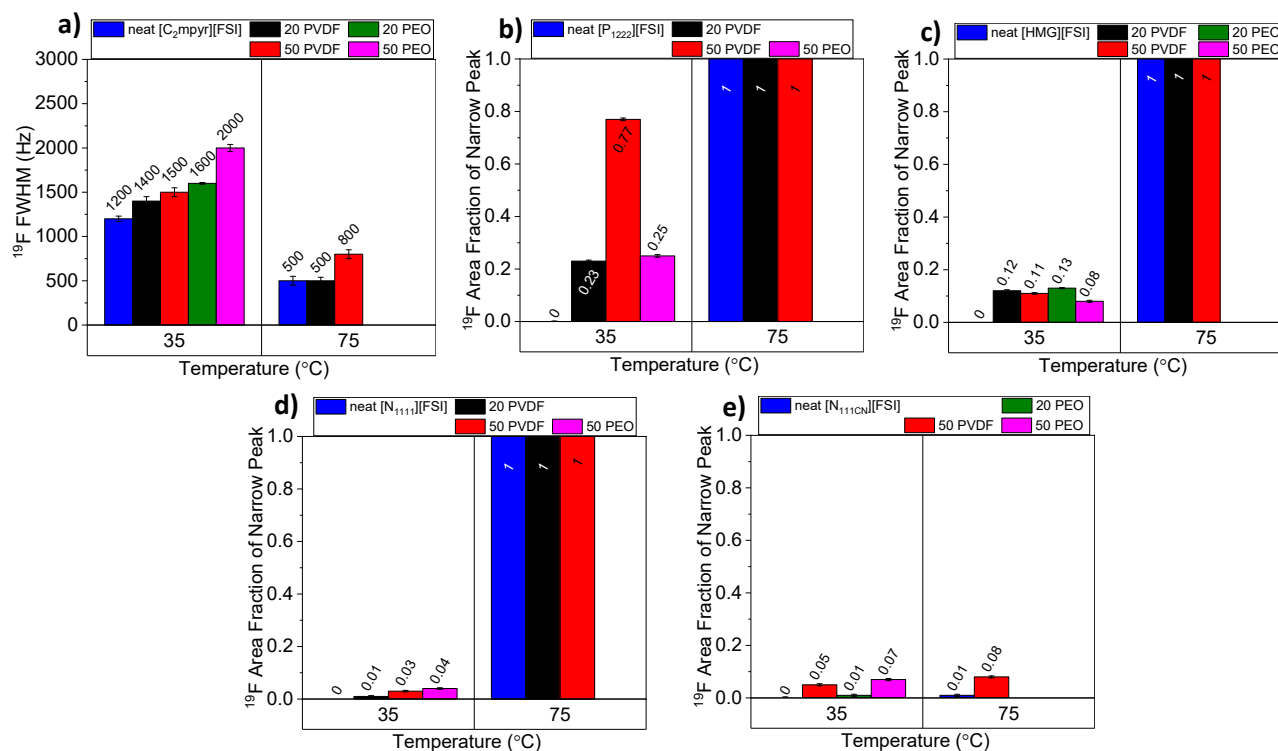 a)
neat [C₂mpyr][FSI] 20 PVDF 20 PEO
50 PVDF 50 PEO
¹⁹F FWHM (Hz)
3000
2500
2000
1500
1000
500
0
1200 1400 1500 1600 2000
500 500 800
35 75
Temperature (°C)
b)
neat [P₁₂₂₂][FSI] 20 PVDF
50 PVDF 50 PEO
¹⁹F Area Fraction of Narrow Peak
1.0
0.8
0.6
0.4
0.2
0.0
0 0.23 0.77 0.25
1 1 1
35 75
Temperature (°C)
c)
neat [HMG][FSI] 20 PVDF 20 PEO
50 PVDF 50 PEO
¹⁹F Area Fraction of Narrow Peak
1.0
0.8
0.6
0.4
0.2
0.0
0 0.12 0.11 0.13 0.08
1 1 1
35 75
Temperature (°C)
d)
neat [N₁₁₁₁][FSI] 20 PVDF
50 PVDF 50 PEO
¹⁹F Area Fraction of Narrow Peak
1.0
0.8
0.6
0.4
0.2
0.0
0 0.01 0.03 0.04
1 1 1
35 75
Temperature (°C)
e)
neat [N₁₁₁CN][FSI] 20 PEO
50 PVDF 50 PEO
¹⁹F Area Fraction of Narrow Peak
1.0
0.8
0.6
0.4
0.2
0.0
0 0.05 0.01 0.07
0.01 0.08
35 75
Temperature (°C)